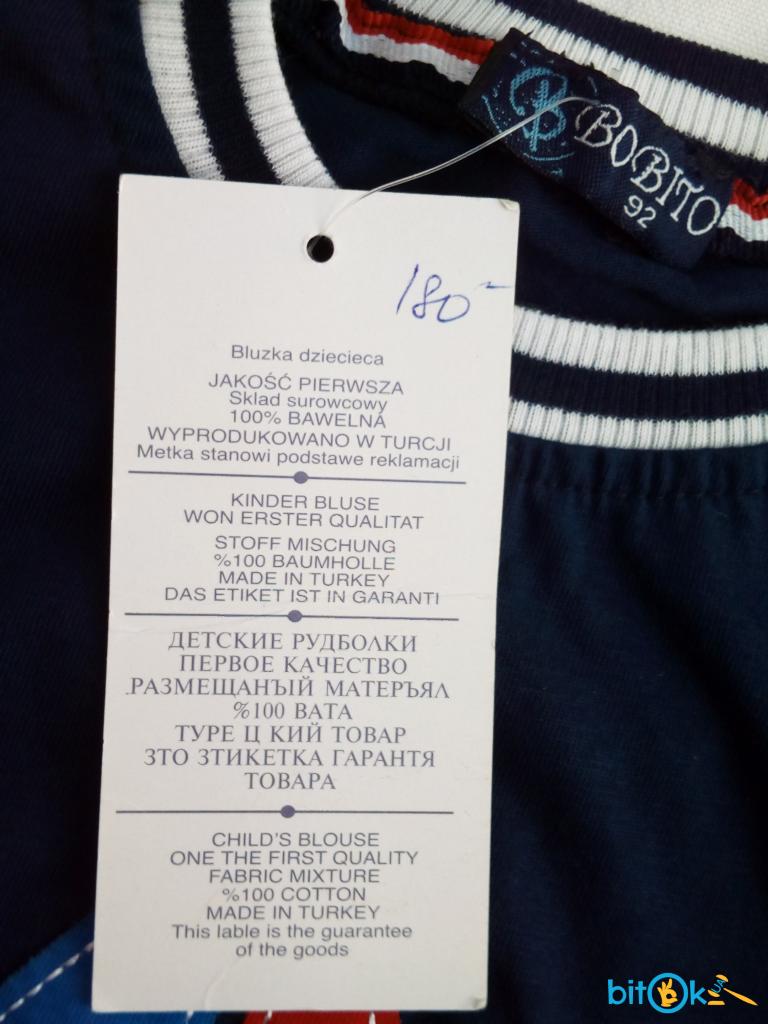 BOBITO
92
180-
Bluzka dziecieca
JAKOŚĆ PIERWSZA
Sklad surowcowy
100% BAWELNA
WYPRODUKOWANO W TURCJI
Metka stanowi podstawe reklamacji
KINDER BLUSE
WON ERSTER QUALITAT
STOFF MISCHUNG
%100 BAUMHOLLE
MADE IN TURKEY
DAS ETIKET IST IN GARANTI
ДЕТСКИЕ РУДБОЛКИ
ПЕРВОЕ КАЧЕСТВО
.РАЗМЕЩАНЪІЙ МАТЕРЪЯЛ
%100 ВАТА
ТУРЕ Ц КИЙ ТОВАР
ЗТО ЗТИКЕТКА ГАРАНТЯ
ТОВАРА
CHILD'S BLOUSE
ONE THE FIRST QUALITY
FABRIC MIXTURE
%100 COTTON
MADE IN TURKEY
This lable is the guarantee
of the goods
bitOk UA